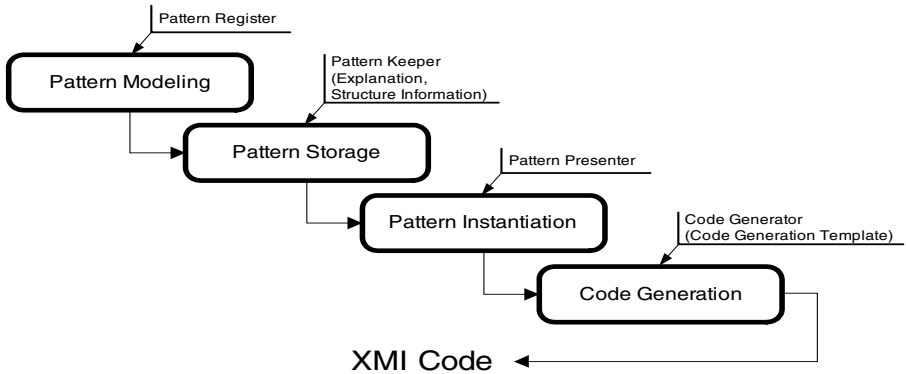 Pattern Register
Pattern Modeling
Pattern Keeper
(Explanation,
Structure Information)
Pattern Storage
Pattern Presenter
Pattern Instantiation
Code Generator
(Code Generation Template)
Code Generation
XMI Code